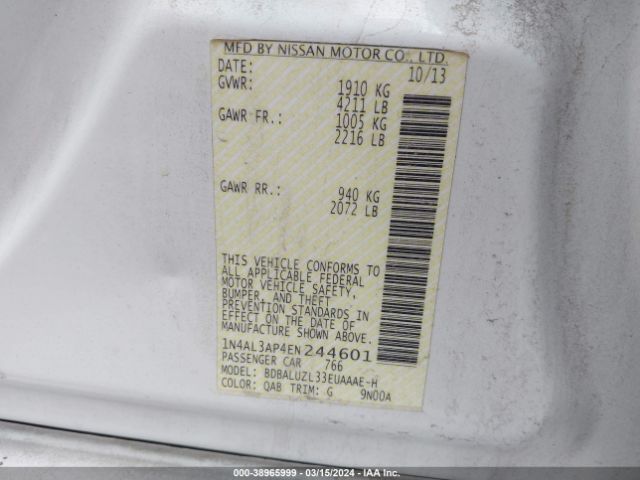 MFD BY NISSAN MOTOR CO., LTD.
DATE: 10/13
GVWR: 1910 KG
4211 LB
GAWR FR.: 1005 KG
2216 LB
GAWR RR.: 940 KG
2072 LB
THIS VEHICLE CONFORMS TO
ALL APPLICABLE FEDERAL
MOTOR VEHICLE SAFETY,
BUMPER, AND THEFT
PREVENTION STANDARDS IN
EFFECT ON THE DATE OF
MANUFACTURE SHOWN ABOVE.
1N4AL3AP4EN244601
PASSENGER CAR 766
MODEL: BDBALUZL33EUAAAE-H
COLOR: QAB TRIM: G 9N00A
000-38965999 — 03/15/2024 — IAA Inc.